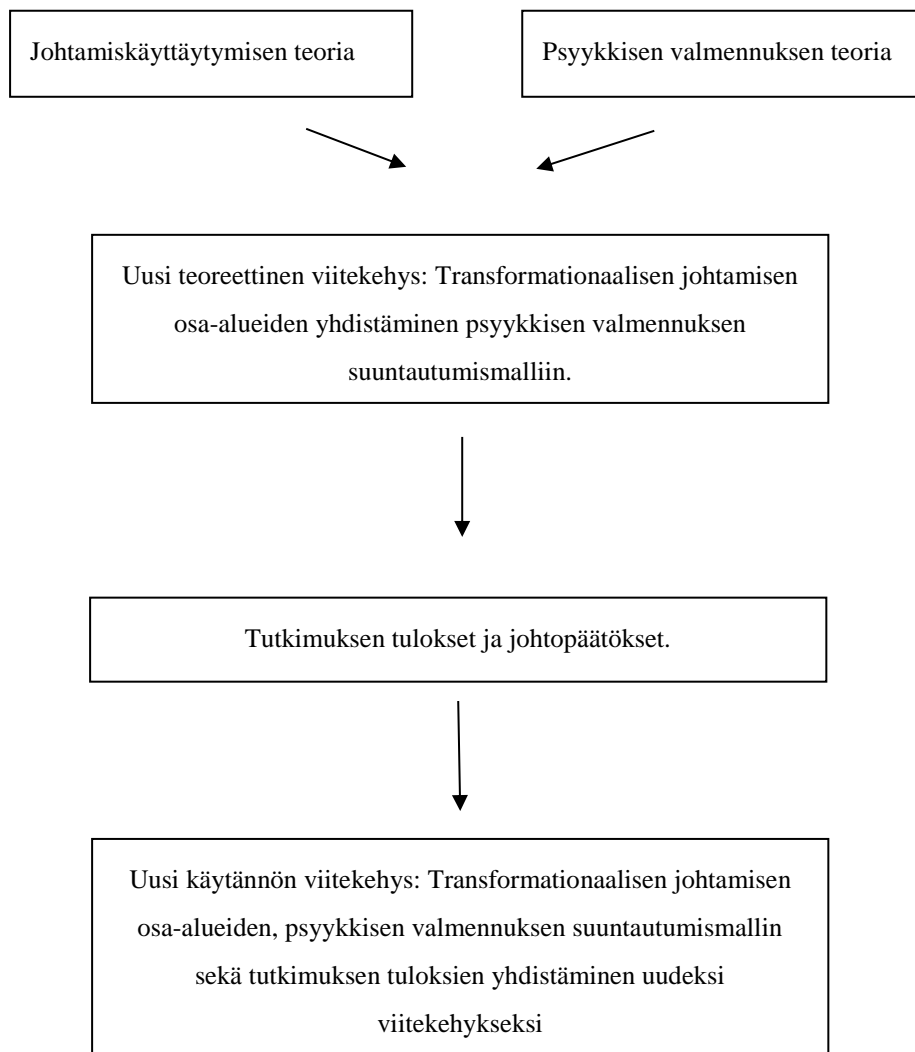 Johtamiskäyttäytymisen teoria
Psyykkisen valmennuksen teoria
Uusi teoreettinen viitekehys: Transformationaalisen johtamisen
osa-alueiden yhdistäminen psyykkisen valmennuksen
suuntautumismalliin.
Tutkimuksen tulokset ja johtopäätökset.
Uusi käytännön viitekehys: Transformationaalisen johtamisen
osa-alueiden, psyykkisen valmennuksen suuntautumismallin
sekä tutkimuksen tuloksien yhdistäminen uudeksi
viitekehykseksi